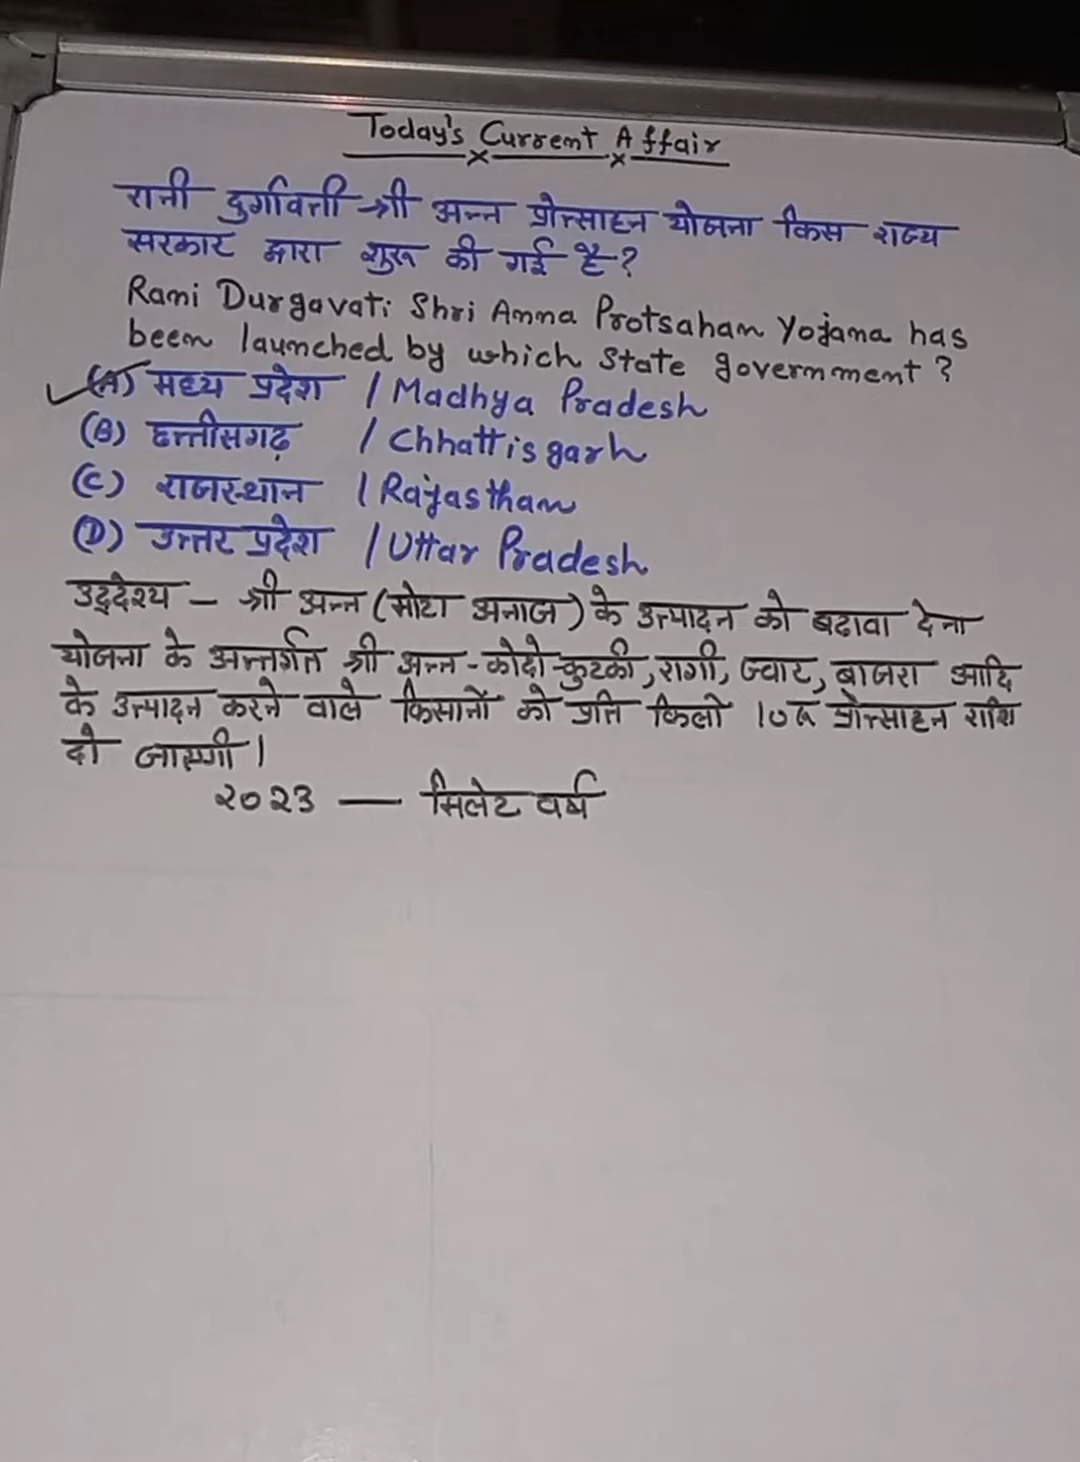 Today's Current Affair
रानी दुर्गावती श्री अन्न प्रोत्साहन योजना किस राज्य
सरकार द्वारा शुरू की गई है?
Rani Durgavati Shri Anna Protsahan Yojana has
been launched by which state government?
(A) मध्य प्रदेश / Madhya Pradesh
(B) छत्तीसगढ़ / Chhattisgarh
(C) राजस्थान / Rajasthan
(D) उत्तर प्रदेश / Uttar Pradesh
उद्देश्य - श्री अन्न (मोटा अनाज) के उत्पादन को बढावा देना
योजना के अन्तर्गत श्री अन्न - कोदो-कुटकी, रागी, ज्वार, बाजरा आदि
के उत्पादन करने वाले किसानों को प्रति किलो 10रू प्रोत्साहन राशि
दी जाएगी।
२०२३ — मिलेट वर्ष